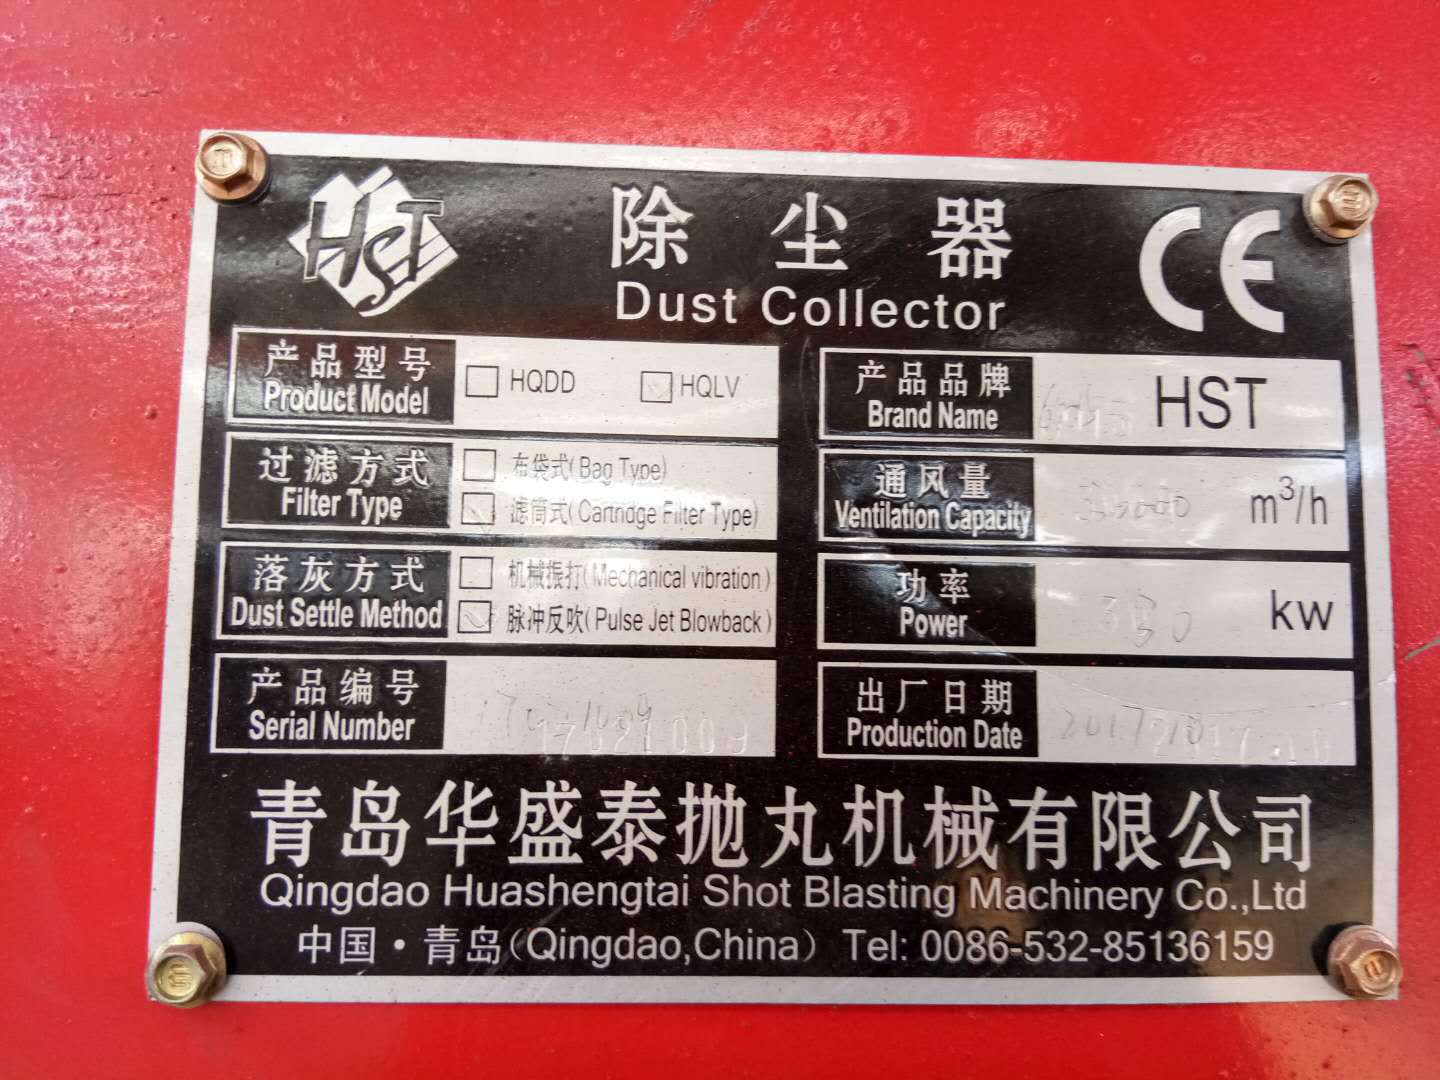 HST
除尘器
CE
Dust Collector
产品型号
Product Model
HQDD
HQLV
产品品牌
Brand Name
HST
过滤方式
Filter Type
布袋式(Bag Type)
滤筒式(Cartridge Filter Type)
通风量
Ventilation Capacity
m³/h
落灰方式
Dust Settle Method
机械振打(Mechanical vibration)
脉冲反吹(Pulse Jet Blowback)
功率
Power
kw
产品编号
Serial Number
出厂日期
Production Date
2017.10
青岛华盛泰抛丸机械有限公司
Qingdao Huashengtai Shot Blasting Machinery Co.,Ltd
中国·青岛(Qingdao,China) Tel: 0086-532-85136159